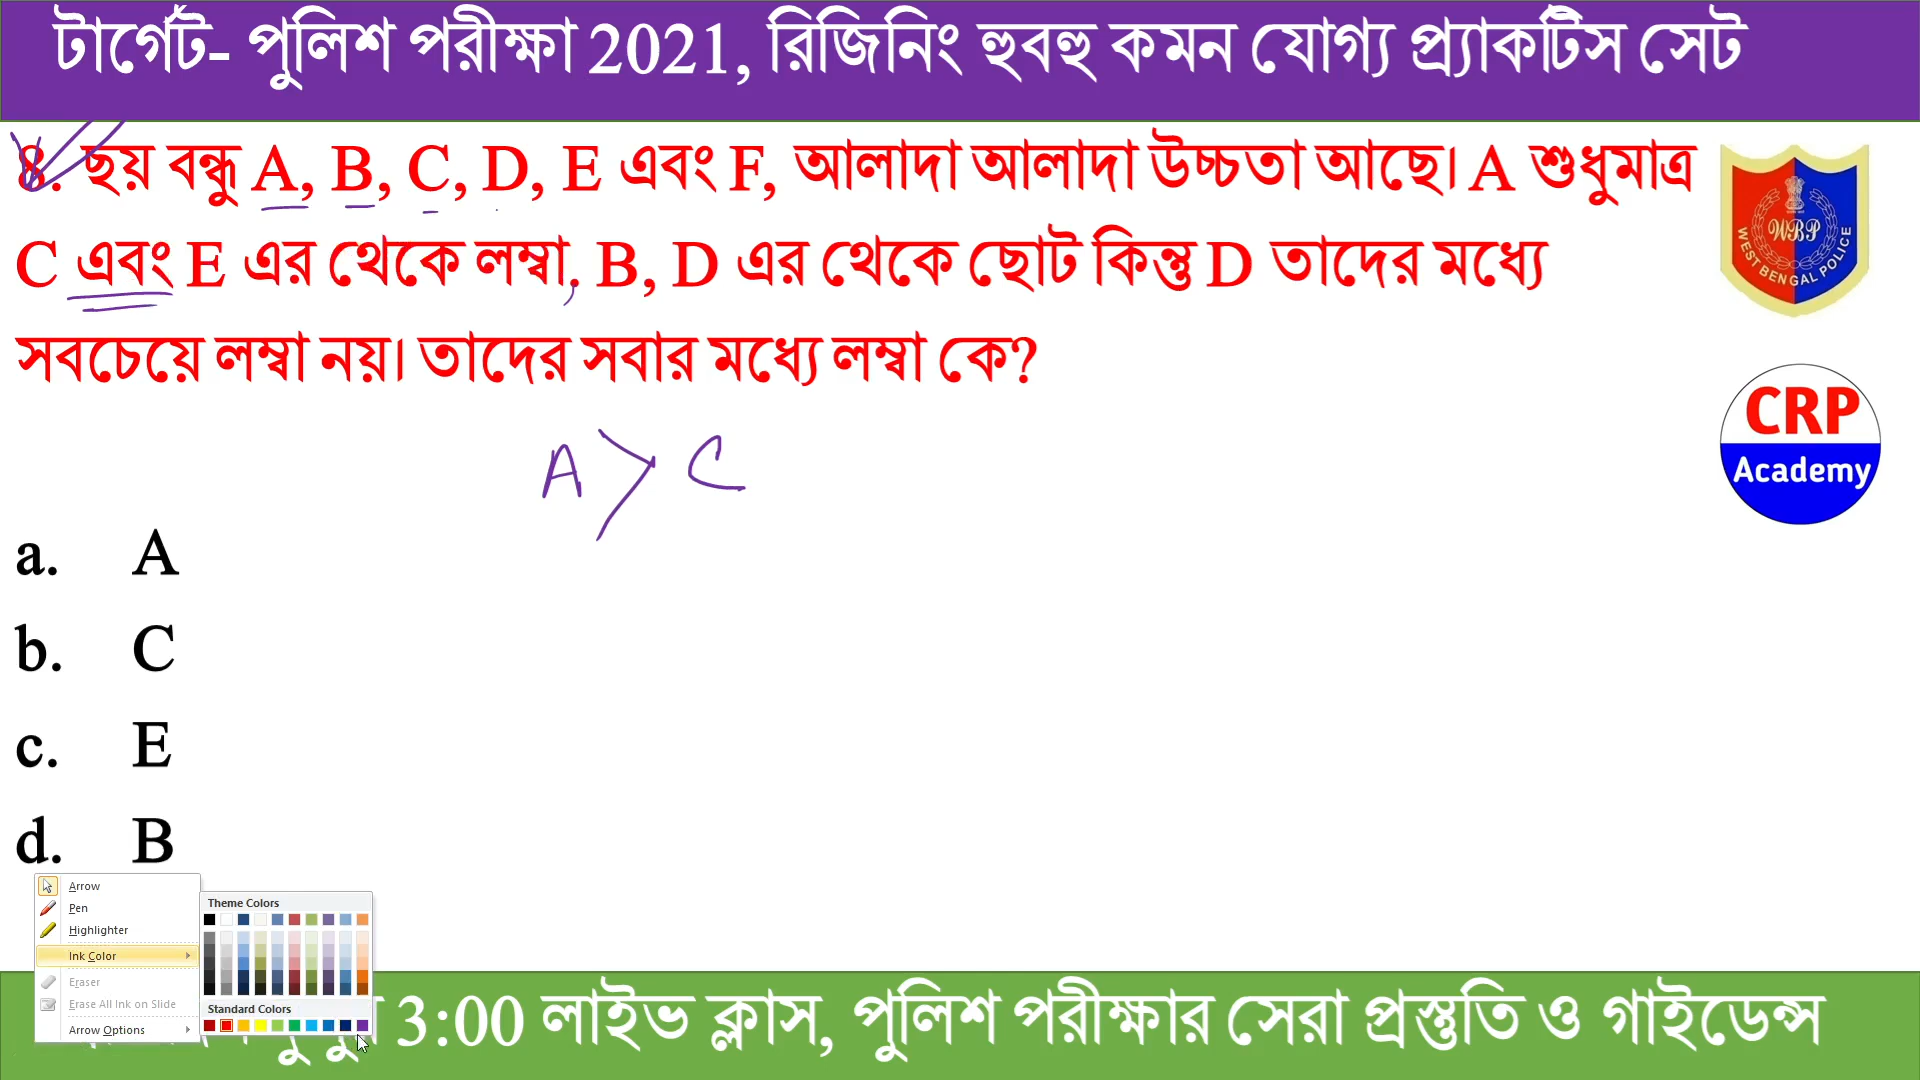 টার্গেট- পুলিশ পরীক্ষা 2021, রিজিনিং হুবহু কমন যোগ্য প্র্যাকটিস সেট
8. ছয় বন্ধু A, B, C, D, E এবং F, আলাদা আলাদা উচ্চতা আছে। A শুধুমাত্র
C এবং E এর থেকে লম্বা. B, D এর থেকে ছোট কিন্তু D তাদের মধ্যে
সবচেয়ে লম্বা নয়। তাদের সবার মধ্যে লম্বা কে?
WBP
WEST BENGAL POLICE
CRP
Academy
A > C
a. A
b. C
c. E
d. B
Arrow
Pen
Highlighter
Ink Color
Eraser
Erase All Ink on Slide
Arrow Options
Theme Colors
Standard Colors
3:00 লাইভ ক্লাস, পুলিশ পরীক্ষার সেরা প্রস্তুতি ও গাইডেন্স